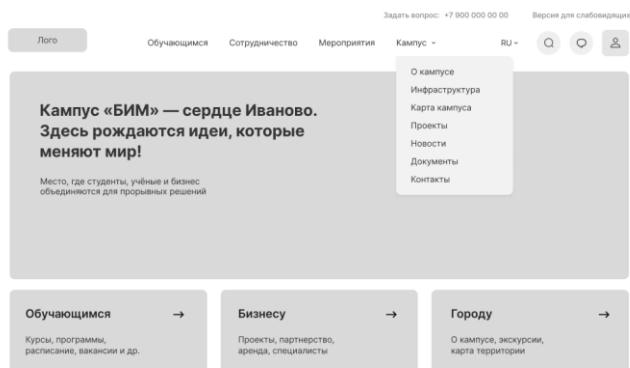 Задать вопрос: +7 900 000 00 00 Версия для слабовидящих
Лого Обучающимся Сотрудничество Мероприятия Кампус RU
О кампусе
Инфраструктура
Карта кампуса
Проекты
Новости
Документы
Контакты
Кампус «БИМ» — сердце Иваново.
Здесь рождаются идеи, которые
меняют мир!
Место, где студенты, учёные и бизнес
объединяются для прорывных решений
Обучающимся →
Курсы, программы,
расписание, вакансии и др.
Бизнесу →
Проекты, партнерство,
аренда, специалисты
Городу →
О кампусе, экскурсии,
карта территории